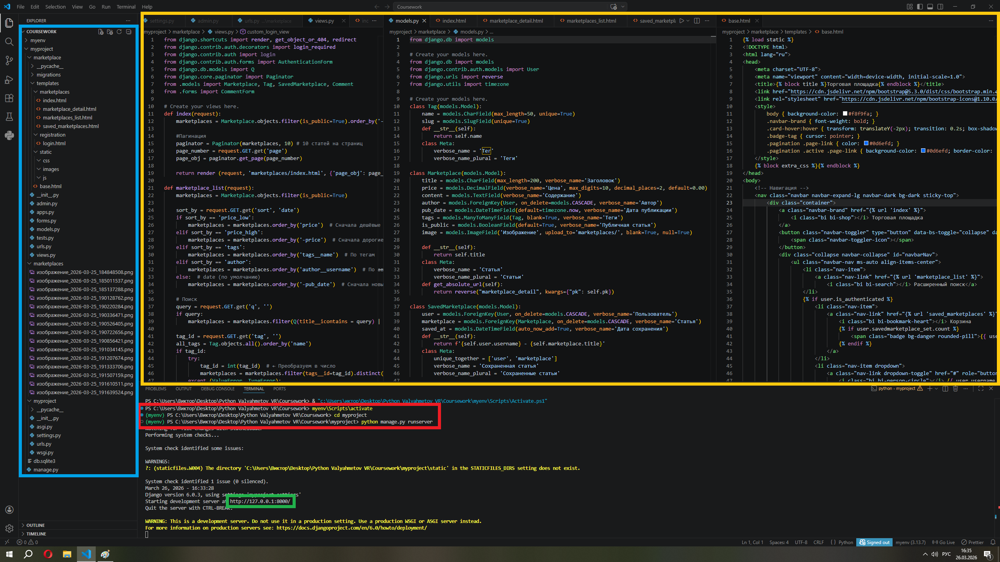 File Edit Selection View Go Run Terminal Help
Coursework
EXPLORER
COURSEWORK
myenv
myproject
marketplace
__pycache__
migrations
templates
marketplaces
index.html
marketplace_detail.html
marketplaces_list.html
saved_marketplaces.html
registration
login.html
static
css
images
js
base.html
__init__.py
admin.py
apps.py
forms.py
models.py
tests.py
urls.py
views.py
marketplaces
изображение_2026-03-25_184848508.png
изображение_2026-03-25_185011537.png
изображение_2026-03-25_185137288.png
изображение_2026-03-25_190128762.png
изображение_2026-03-25_190220284.png
изображение_2026-03-25_190336471.png
изображение_2026-03-25_190526405.png
изображение_2026-03-25_190722656.png
изображение_2026-03-25_190856421.png
изображение_2026-03-25_191034145.png
изображение_2026-03-25_191207674.png
изображение_2026-03-25_191333706.png
изображение_2026-03-25_191507159.png
изображение_2026-03-25_191610511.png
изображение_2026-03-25_191639524.png
myproject
__pycache__
__init__.py
asgi.py
settings.py
urls.py
wsgi.py
db.sqlite3
manage.py
OUTLINE
TIMELINE
settings.py admin.py urls.py ...\marketplace views.py inc
myproject > marketplace > views.py > custom_login_view
1 from django.shortcuts import render, get_object_or_404, redirect
2 from django.contrib.auth.decorators import login_required
3 from django.contrib.auth import login
4 from django.contrib.auth.forms import AuthenticationForm
5 from django.db.models import Q
6 from django.core.paginator import Paginator
7 from .models import Marketplace, Tag, SavedMarketplace, Comment
8 from .forms import CommentForm
9
10 # Create your views here.
11 def index(request):
12 marketplaces = Marketplace.objects.filter(is_public=True).order_by('-
13
14 #Пагинация
15 paginator = Paginator(marketplaces, 10) # 10 статей на страниц
16 page_number = request.GET.get('page')
17 page_obj = paginator.get_page(page_number)
18
19 return render (request, 'marketplaces/index.html', {'page_obj': page_
20
21 def marketplace_list(request):
22 marketplaces = Marketplace.objects.filter(is_public=True)
23
24 sort_by = request.GET.get('sort', 'date')
25 if sort_by == 'price_low':
26 marketplaces = marketplaces.order_by('price') # Сначала дешёвые
27 elif sort_by == 'price_high':
28 marketplaces = marketplaces.order_by('-price') # Сначала дорогие
29 elif sort_by == 'tags':
30 marketplaces = marketplaces.order_by('tags__name') # По тегам
31 elif sort_by == 'author':
32 marketplaces = marketplaces.order_by('author__username') # По ав
33 else: # date (по умолчанию)
34 marketplaces = marketplaces.order_by('-pub_date') # Сначала новы
35
36 # Поиск
37 query = request.GET.get('q', '')
38 if query:
39 marketplaces = marketplaces.filter(Q(title__icontains = query) |
40
41 tag_id = request.GET.get('tag', '')
42 all_tags = Tag.objects.all().order_by('name')
43 if tag_id:
44 try:
45 tag_id = int(tag_id) # ← Преобразуем в число
46 marketplaces = marketplaces.filter(tags__id=tag_id).distinct(
47 except (ValueError, TypeError):
models.py index.html marketplace_detail.html marketplaces_list.html saved_marketpl
myproject > marketplace > models.py > ...
1 from django.db import models
2
3 # Create your models here.
4 from django.db import models
5 from django.contrib.auth.models import User
6 from django.urls import reverse
7 from django.utils import timezone
8
9 # Create your models here.
10 class Tag(models.Model):
11 name = models.CharField(max_length=50, unique=True)
12 slug = models.SlugField(unique=True)
13 def __str__(self):
14 return self.name
15 class Meta:
16 verbose_name = 'Тег'
17 verbose_name_plural = 'Теги'
18
19 class Marketplace(models.Model):
20 title = models.CharField(max_length=200, verbose_name='Заголовок')
21 price = models.DecimalField(verbose_name='Цена', max_digits=10, decimal_places=2, default=0.00)
22 content = models.TextField(verbose_name='Содержание')
23 author = models.ForeignKey(User, on_delete=models.CASCADE, verbose_name='Автор')
24 pub_date = models.DateTimeField(default=timezone.now, verbose_name='Дата публикации')
25 tags = models.ManyToManyField(Tag, blank=True, verbose_name='Теги')
26 is_public = models.BooleanField(default=True, verbose_name='Публичная статья')
27 image = models.ImageField('Изображение', upload_to='marketplaces/', blank=True, null=True)
28
29 def __str__(self):
30 return self.title
31 class Meta:
32 verbose_name = 'Статья'
33 verbose_name_plural = 'Статьи'
34 def get_absolute_url(self):
35 return reverse("marketplace_detail", kwargs={"pk": self.pk})
36
37 class SavedMarketplace(models.Model):
38 user = models.ForeignKey(User, on_delete=models.CASCADE, verbose_name='Пользователь')
39 marketplace = models.ForeignKey(Marketplace, on_delete=models.CASCADE, verbose_name='Статья')
40 saved_at = models.DateTimeField(auto_now_add=True, verbose_name='Дата сохранения')
41 def __str__(self):
42 return f'{self.user.username} - {self.marketplace.title}'
43 class Meta:
44 unique_together = ['user', 'marketplace']
45 verbose_name = 'Сохраненная статья'
46 verbose_name_plural = 'Сохраненные статьи'
47
base.html
myproject > marketplace > templates > base.html
1 {% load static %}
2 <!DOCTYPE html>
3 <html lang="ru">
4 <head>
5 <meta charset="UTF-8">
6 <meta name="viewport" content="width=device-width, initial-scale=1.0">
7 <title>{% block title %}Торговая площадка{% endblock %}</title>
8 <link href="https://cdn.jsdelivr.net/npm/bootstrap@5.3.0/dist/css/bootstrap.min.
9 <link rel="stylesheet" href="https://cdn.jsdelivr.net/npm/bootstrap-icons@1.10.0/
10 <style>
11 body { background-color: #f8f9fa; }
12 .navbar-brand { font-weight: bold; }
13 .card-hover:hover { transform: translateY(-2px); transition: 0.2s; box-shadow
14 .badge-tag { cursor: pointer; }
15 .pagination .page-link { color: #0d6efd; }
16 .pagination .active .page-link { background-color: #0d6efd; border-color:
17 </style>
18 {% block extra_css %}{% endblock %}
19 </head>
20 <body>
21 <!-- Навигация -->
22 <nav class="navbar navbar-expand-lg navbar-dark bg-dark sticky-top">
23 <div class="container">
24 <a class="navbar-brand" href="{% url 'index' %}">
25 <i class="bi bi-shop"></i> Торговая площадка
26 </a>
27 <button class="navbar-toggler" type="button" data-bs-toggle="collapse" da
28 <span class="navbar-toggler-icon"></span>
29 </button>
30 <div class="collapse navbar-collapse" id="navbarNav">
31 <ul class="navbar-nav ms-auto align-items-center">
32 <li class="nav-item">
33 <a class="nav-link" href="{% url 'marketplace_list' %}">
34 <i class="bi bi-search"></i> Расширенный поиск</a>
35 </li>
36 {% if user.is_authenticated %}
37 <li class="nav-item">
38 <a class="nav-link" href="{% url 'saved_marketplaces' %}"
39 <i class="bi bi-bookmark-heart"></i> Корзина
40 {% if user.savedmarketplace_set.count %}
41 <span class="badge bg-danger rounded-pill">{{ use
42 {% endif %}
43 </a>
44 </li>
45 <li class="nav-item dropdown">
46 <a class="nav-link dropdown-toggle" href="#" role="button
47 <i class="bi bi-person-circle"></i> {{ user.username
PROBLEMS OUTPUT DEBUG CONSOLE TERMINAL PORTS
python - myproject
PS C:\Users\Виктор\Desktop\Python Valyahmetov VR\Coursework> & "c:\Users\иктор\Desktop\Python Valyahmetov VR\Coursework\myenv\Scripts\Activate.ps1"
PS C:\Users\Виктор\Desktop\Python Valyahmetov VR\Coursework> myenv\Scripts\activate
(myenv) PS C:\Users\Виктор\Desktop\Python Valyahmetov VR\Coursework> cd myproject
(myenv) PS C:\Users\Виктор\Desktop\Python Valyahmetov VR\Coursework\myproject> python manage.py runserver
Watching for file changes with StatReloader
Performing system checks...
System check identified some issues:
WARNINGS:
?: (staticfiles.W004) The directory 'C:\Users\Виктор\Desktop\Python Valyahmetov VR\Coursework\myproject\static' in the STATICFILES_DIRS setting does not exist.
System check identified 1 issue (0 silenced).
March 26, 2026 - 16:33:28
Django version 6.0.3, using settings 'myproject.settings'
Starting development server at http://127.0.0.1:8000/
Quit the server with CTRL-BREAK.
WARNING: This is a development server. Do not use it in a production setting. Use a production WSGI or ASGI server instead.
For more information on production servers see: https://docs.djangoproject.com/en/6.0/howto/deployment/
0 0
Ln 1, Col 1 Spaces: 4 UTF-8 CRLF { } Python Signed out myenv (3.13.7) Go Live Prettier
РУС
16:35
26.03.2026
1